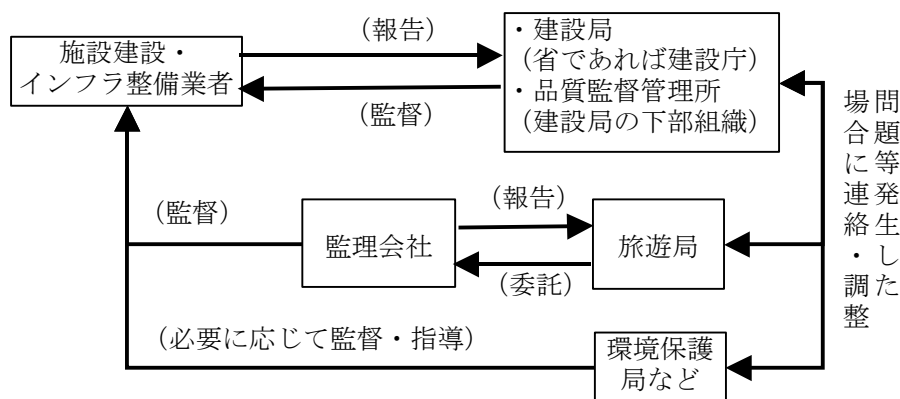 施設建設・
インフラ整備業者
（報告）
（監督）
・建設局
（省であれば建設庁）
・品質監督管理所
（建設局の下部組織）
問題等発生した
場合に連絡・調整
（監督）
監理会社
（報告）
（委託）
旅遊局
（必要に応じて監督・指導）
環境保護
局など